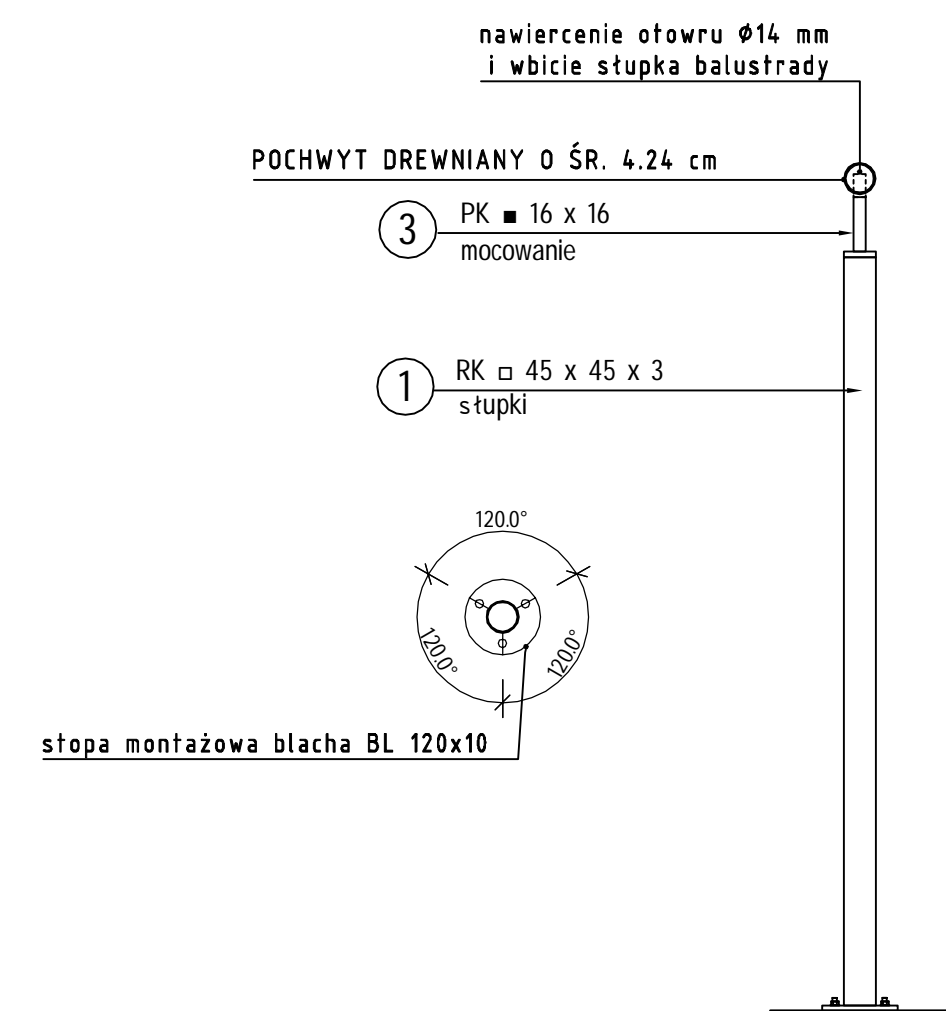 nawiercenie otowru Ø14 mm
i wbicie słupka balustrady
POCHWYT DREWNIANY O ŚR. 4.24 cm
3
PK ■ 16 x 16
mocowanie
1
RK □ 45 x 45 x 3
słupki
120.0°
120.0°
120.0°
stopa montażowa blacha BL 120x10